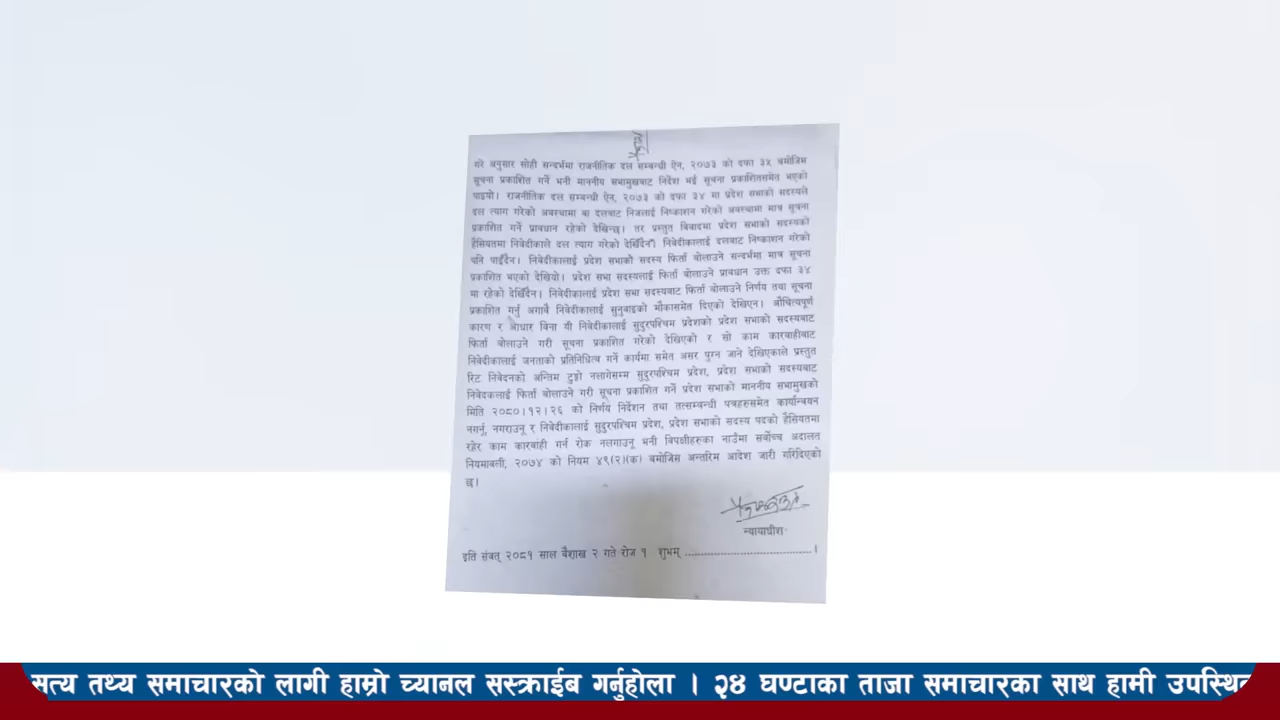 गरे अनुसार सोही सन्दर्भमा राजनीतिक दल सम्बन्धी ऐन, २०७३ को दफा ३५ बमोजिम
सूचना प्रकाशित गर्ने भनी माननीय सभामुखबाट निर्देश भई सूचना प्रकाशितसमेत भएको
पाइयो। राजनीतिक दल सम्बन्धी ऐन, २०७३ को दफा ३४ मा प्रदेश सभाको सदस्यले
दल त्याग गरेको अवस्थामा वा दलबाट निजलाई निष्काशन गरेको अवस्थामा मात्र सूचना
प्रकाशित गर्ने प्रावधान रहेको देखिन्छ। तर प्रस्तुत विवादमा प्रदेश सभाको सदस्यको
हैसियतमा निवेदीकाले दल त्याग गरेको देखिँदैन। निवेदीकालाई दलबाट निष्काशन गरेको
पनि पाइँदैन। निवेदीकालाई प्रदेश सभाको सदस्य फिर्ता बोलाउने सन्दर्भमा मात्र सूचना
प्रकाशित भएको देखियो। प्रदेश सभा सदस्यलाई फिर्ता बोलाउने प्रावधान उक्त दफा ३४
मा रहेको देखिँदैन। निवेदीकालाई प्रदेश सभा सदस्यबाट फिर्ता बोलाउने निर्णय तथा सूचना
प्रकाशित गर्नु अगावै निवेदीकालाई सुनुवाइको मौकासमेत दिएको देखिएन। औचित्यपूर्ण
कारण र आधार विना यी निवेदीकालाई सुदुरपश्चिम प्रदेशको प्रदेश सभाको सदस्यबाट
फिर्ता बोलाउने गरी सूचना प्रकाशित गरेको देखिएको र सो काम कारवाहीबाट
निवेदीकालाई जनताको प्रतिनिधित्व गर्ने कार्यमा समेत असर पुग्न जाने देखिएकाले प्रस्तुत
रिट निवेदनको अन्तिम टुङ्गो नलागेसम्म सुदुरपश्चिम प्रदेश, प्रदेश सभाको सदस्यबाट
निवेदकलाई फिर्ता बोलाउने गरी सूचना प्रकाशित गर्ने प्रदेश सभाको माननीय सभामुखको
मिति २०८०।१२।२६ को निर्णय निर्देशन तथा तत्सम्बन्धी पत्रहरुसमेत कार्यान्वयन
नगर्नू, नगराउनू र निवेदीकालाई सुदुरपश्चिम प्रदेश, प्रदेश सभाको सदस्य पदको हैसियतमा
रहेर काम कारवाही गर्न रोक नलगाउनू भनी विपक्षीहरुका नाउँमा सर्वोच्च अदालत
नियमावली, २०७४ को नियम ४९(२)(क) बमोजिम अन्तरिम आदेश जारी गरिदिएको
छ।
न्यायाधीश
इति संवत् २०८१ साल बैशाख २ गते रोज १ शुभम् ..............................।
सत्य तथ्य समाचारको लागी हाम्रो च्यानल सस्क्राईब गर्नुहोला । २४ घण्टाका ताजा समाचारका साथ हामी